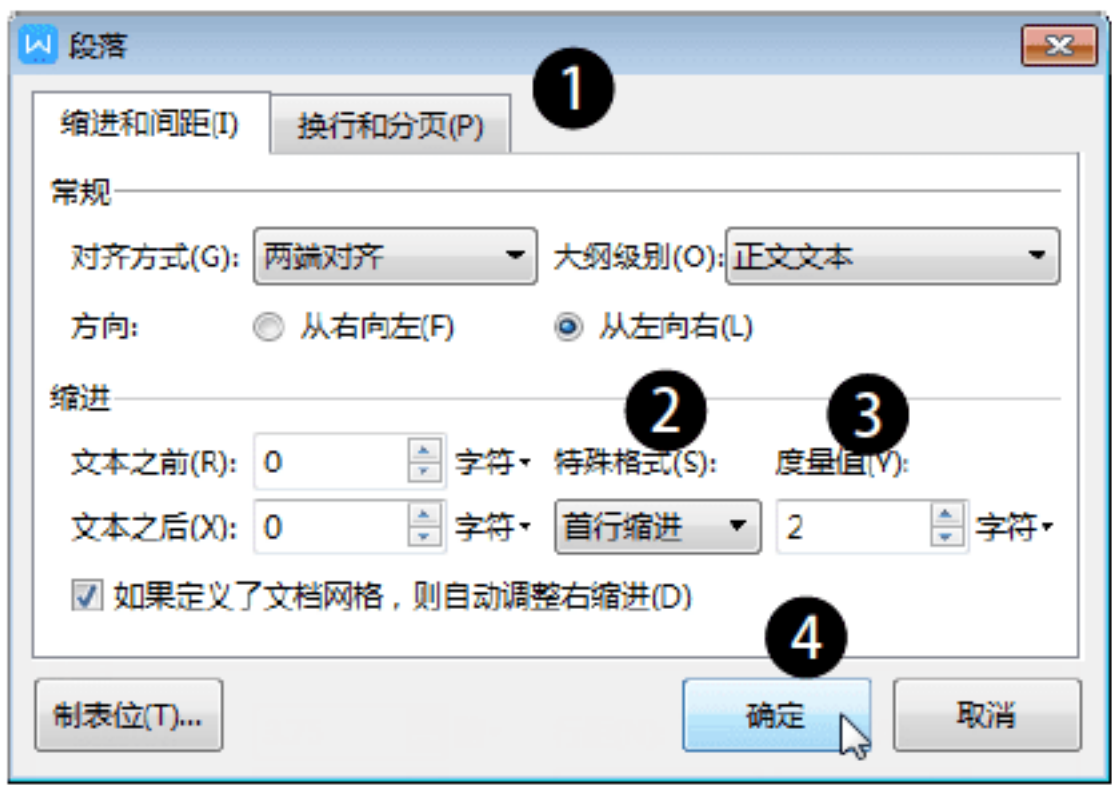 段落
1
缩进和间距(I) 换行和分页(P)
常规
对齐方式(G): 两端对齐 大纲级别(O): 正文文本
方向: 从右向左(F) 从左向右(L)
缩进
2 3
文本之前(R): 0 字符 特殊格式(S): 度量值(Y):
文本之后(X): 0 字符 首行缩进 2 字符
如果定义了文档网格，则自动调整右缩进(D)
4
制表位(T)... 确定 取消